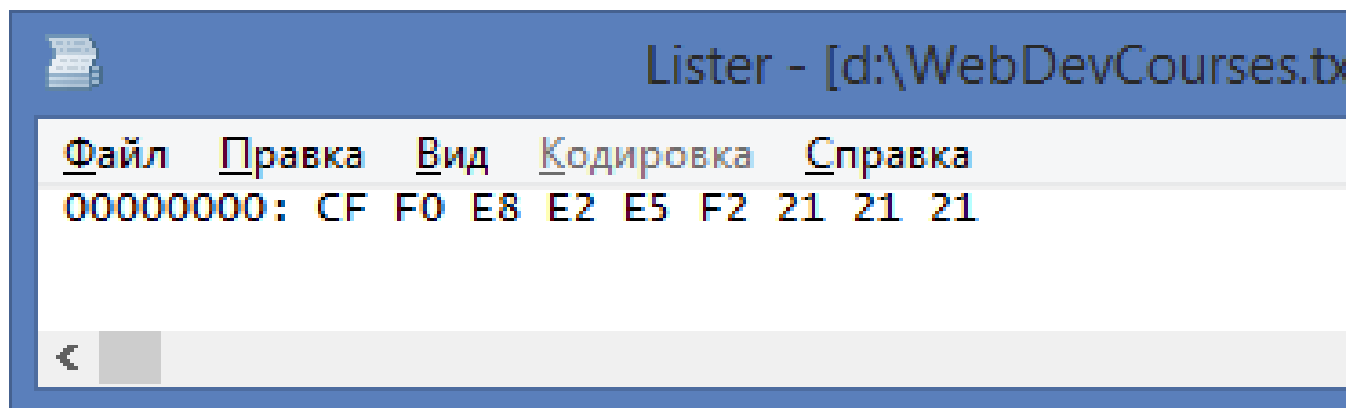 Lister - [d:\WebDevCourses.tx
Файл Правка Вид Кодировка Справка
00000000: CF F0 E8 E2 E5 F2 21 21 21